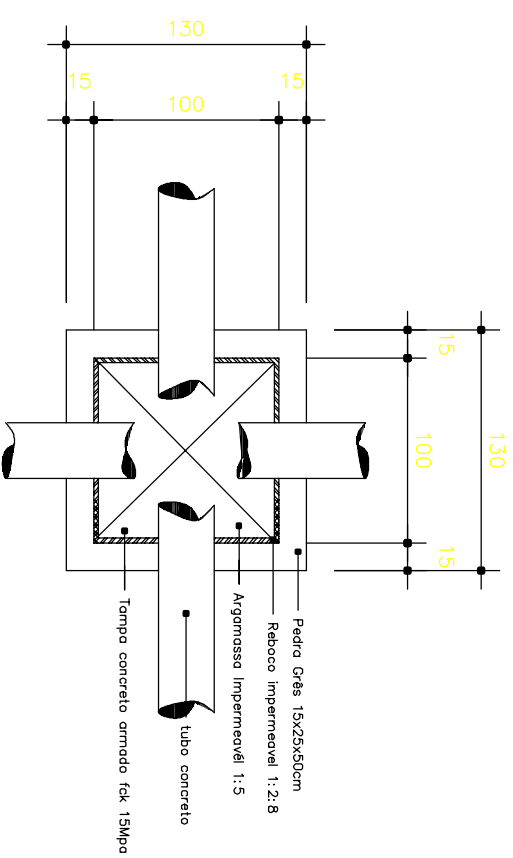 130
15
15
100
15
100
130
15
Pedra Grês 15x25x50cm
Reboco impermeavel 1:2:8
Argamassa Impermeavél 1:5
tubo concreto
Tampa concreto armado fck 15Mpa